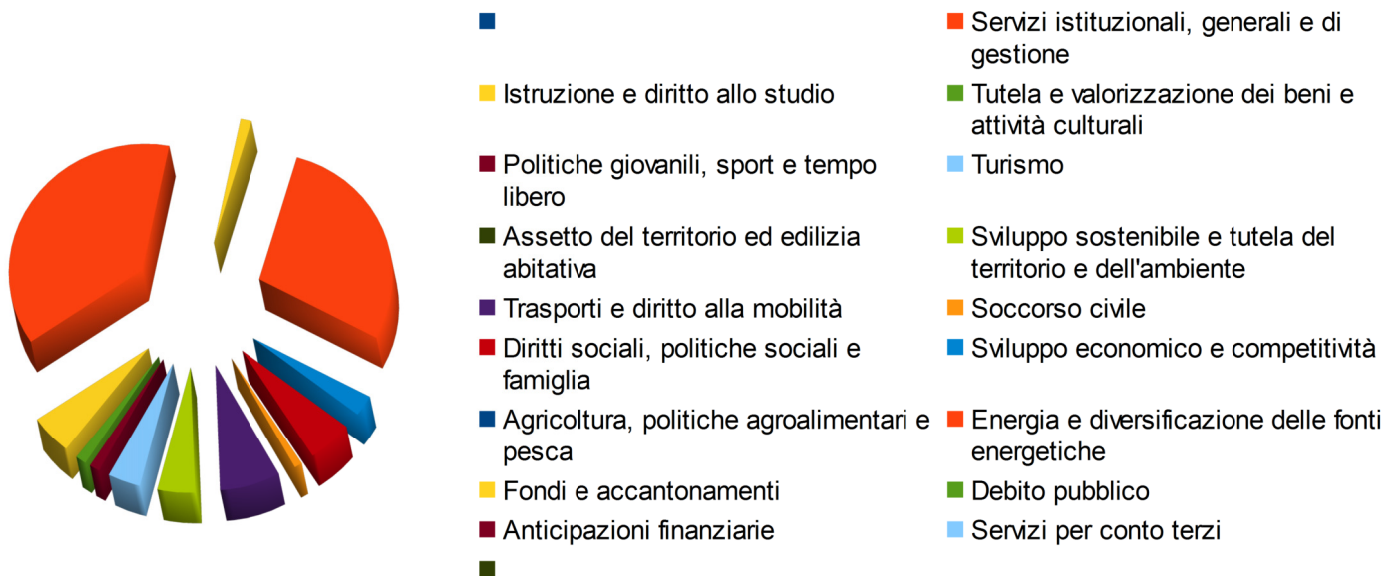 Servizi istituzionali, generali e di
gestione
Istruzione e diritto allo studio
Tutela e valorizzazione dei beni e
attività culturali
Politiche giovanili, sport e tempo
libero
Turismo
Assetto del territorio ed edilizia
abitativa
Sviluppo sostenibile e tutela del
territorio e dell'ambiente
Trasporti e diritto alla mobilità
Soccorso civile
Diritti sociali, politiche sociali e
famiglia
Sviluppo economico e competitività
Agricoltura, politiche agroalimentari e
pesca
Energia e diversificazione delle fonti
energetiche
Fondi e accantonamenti
Debito pubblico
Anticipazioni finanziarie
Servizi per conto terzi